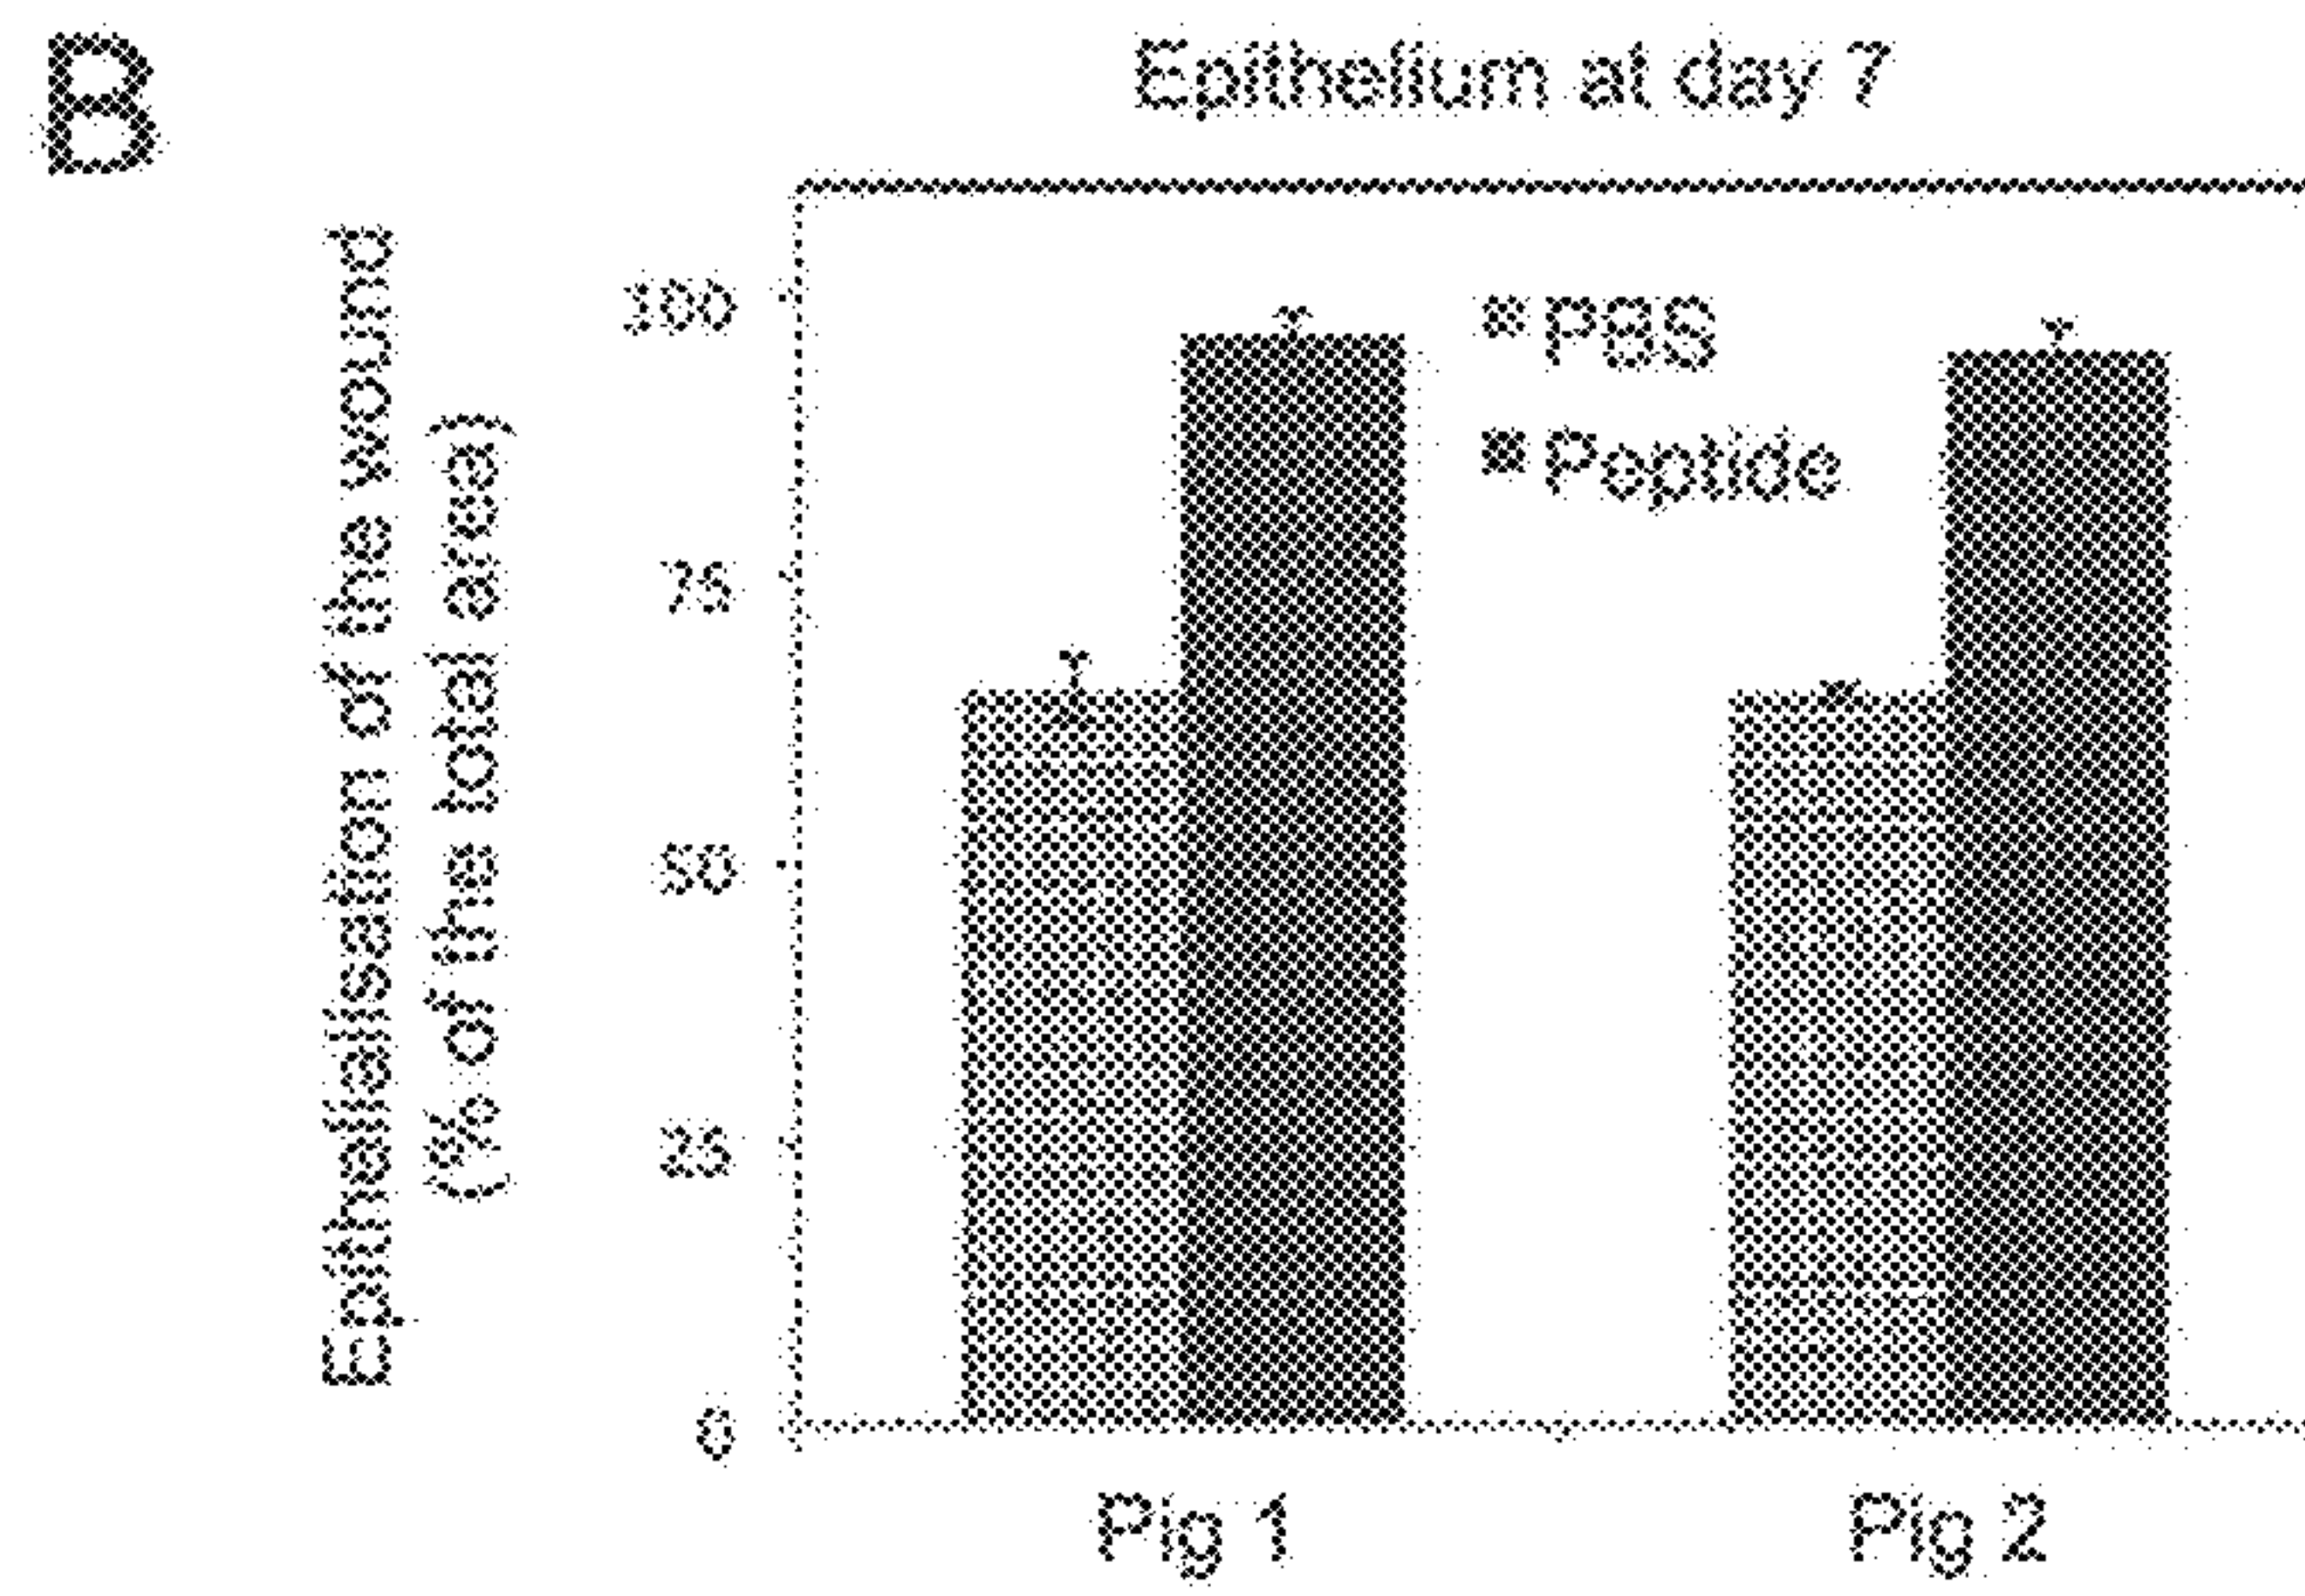 B
Epithelium at day 7
Epithelialisation of the wound
(% of the total area)
100
75
50
25
0
PBS
Peptide
Pig 1
Pig 2